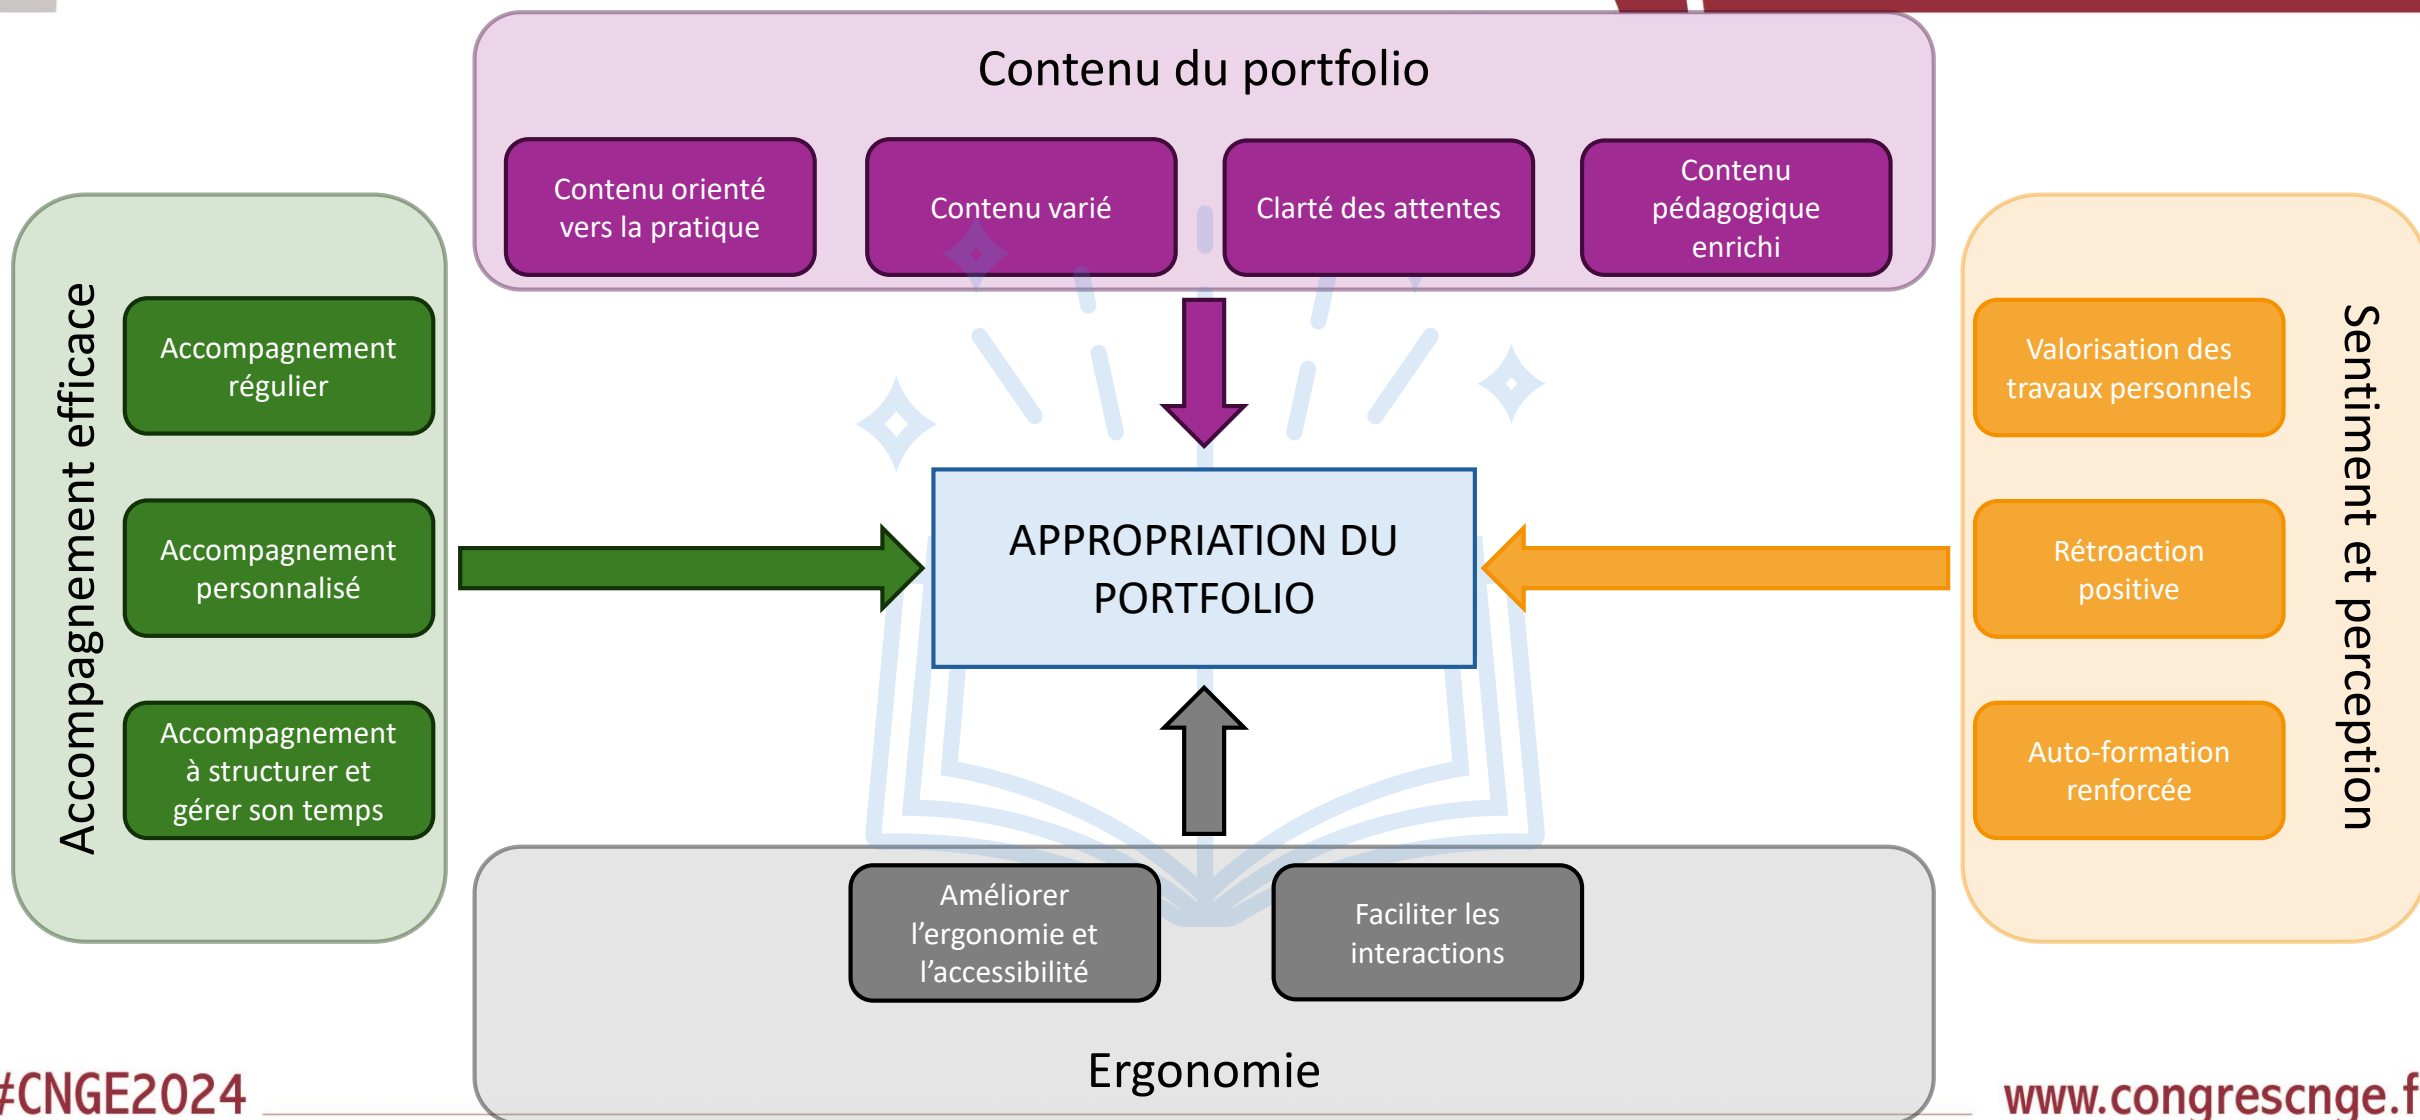 Contenu du portfolio
Contenu orienté
vers la pratique
Contenu varié
Clarté des attentes
Contenu
pédagogique
enrichi
Accompagnement efficace
Accompagnement
régulier
Accompagnement
personnalisé
Accompagnement
à structurer et
gérer son temps
APPROPRIATION DU
PORTFOLIO
Valorisation des
travaux personnels
Rétroaction
positive
Auto-formation
renforcée
Sentiment et perception
Améliorer
l’ergonomie et
l’accessibilité
Faciliter les
interactions
Ergonomie
#CNGE2024
www.congrescnge.f